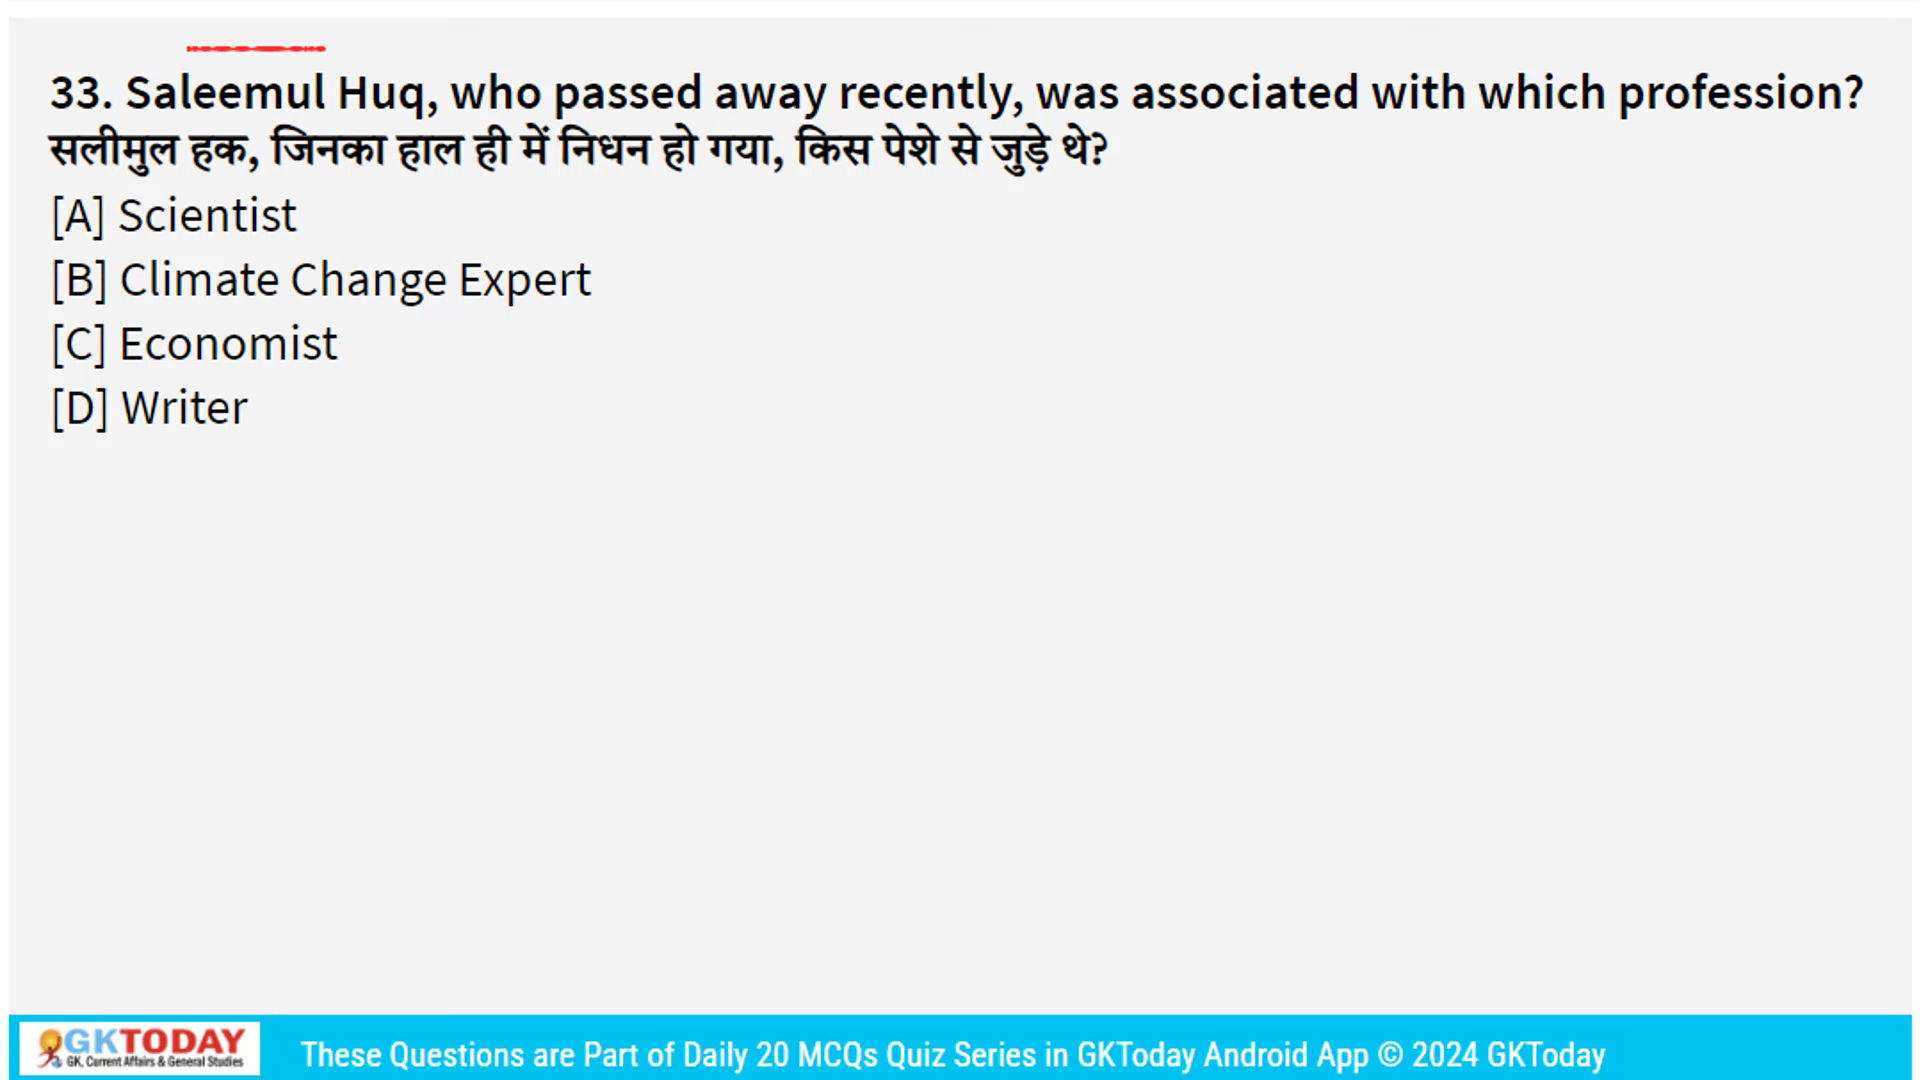 33. Saleemul Huq, who passed away recently, was associated with which profession?
सलीमुल हक, जिनका हाल ही में निधन हो गया, किस पेशे से जुड़े थे?
[A] Scientist
[B] Climate Change Expert
[C] Economist
[D] Writer
GKTODAY
GK, Current Affairs & General Studies
These Questions are Part of Daily 20 MCQs Quiz Series in GKToday Android App © 2024 GKToday